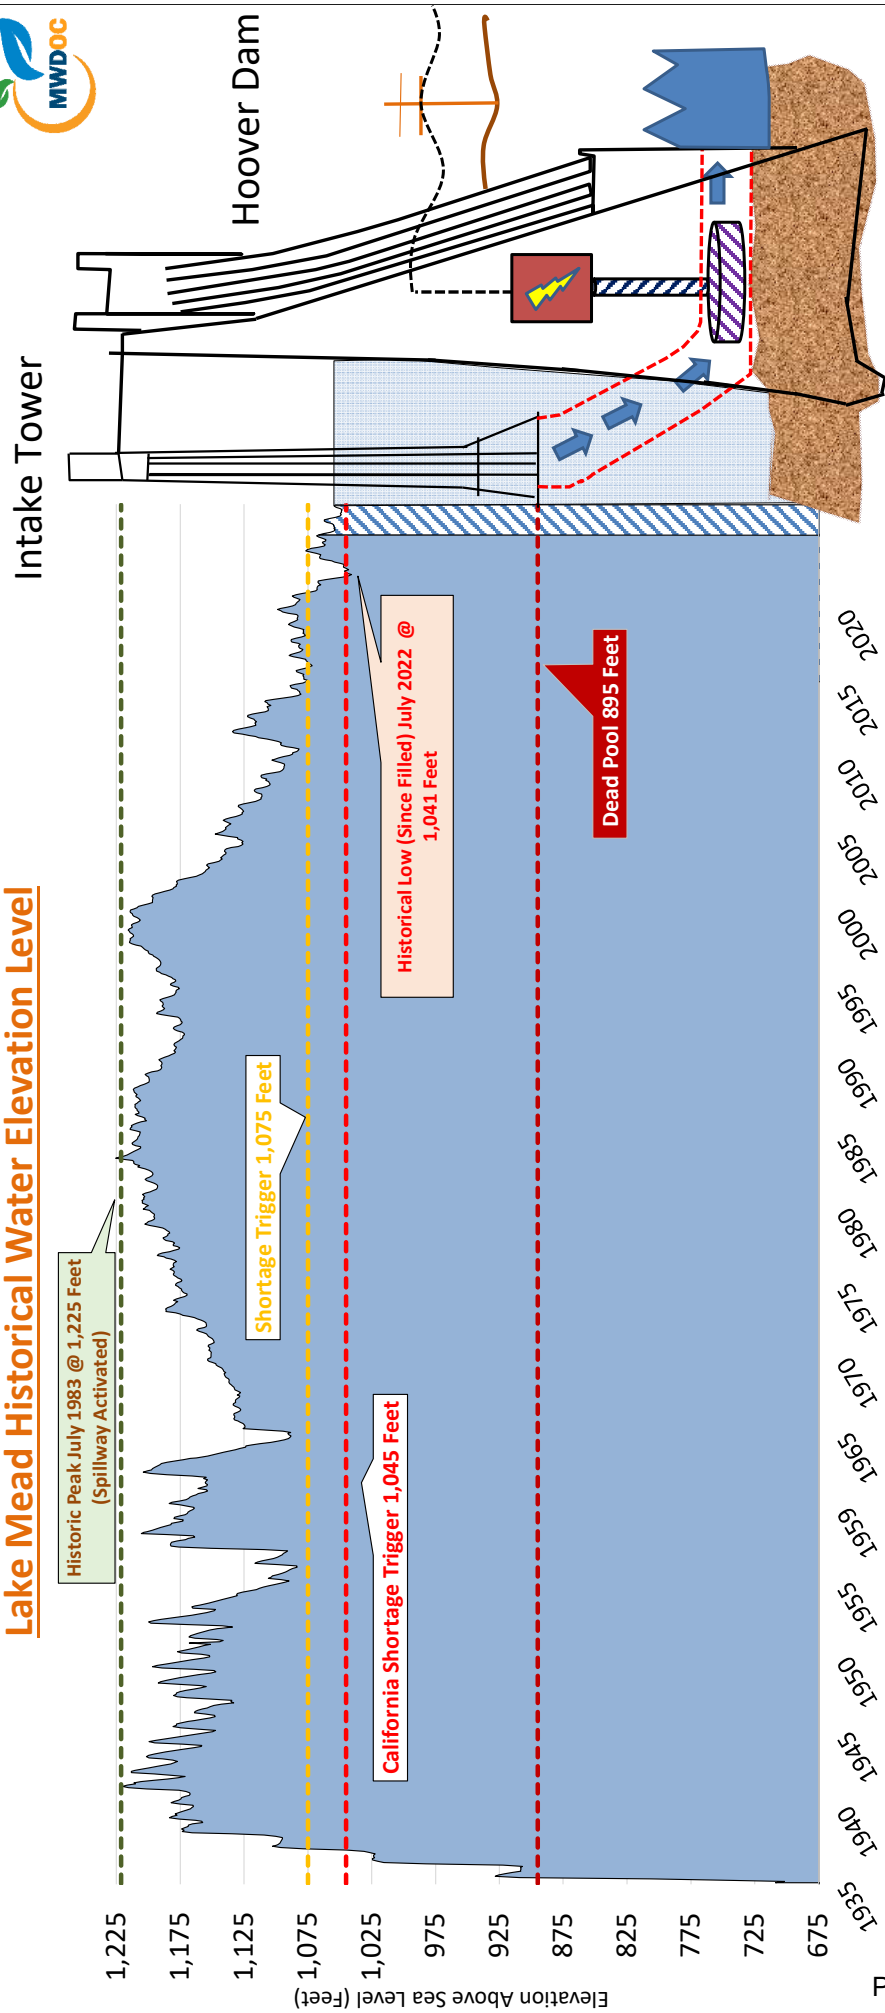 MWDOC
Lake Mead Historical Water Elevation Level
Intake Tower
Hoover Dam
Historic Peak July 1983 @ 1,225 Feet
(Spillway Activated)
Shortage Trigger 1,075 Feet
California Shortage Trigger 1,045 Feet
Historical Low (Since Filled) July 2022 @
1,041 Feet
Dead Pool 895 Feet
Elevation Above Sea Level (Feet)
1,225
1,175
1,125
1,075
1,025
975
925
875
825
775
725
675
1935
1940
1945
1950
1955
1959
1965
1970
1975
1980
1985
1990
1995
2000
2005
2010
2015
2020
P